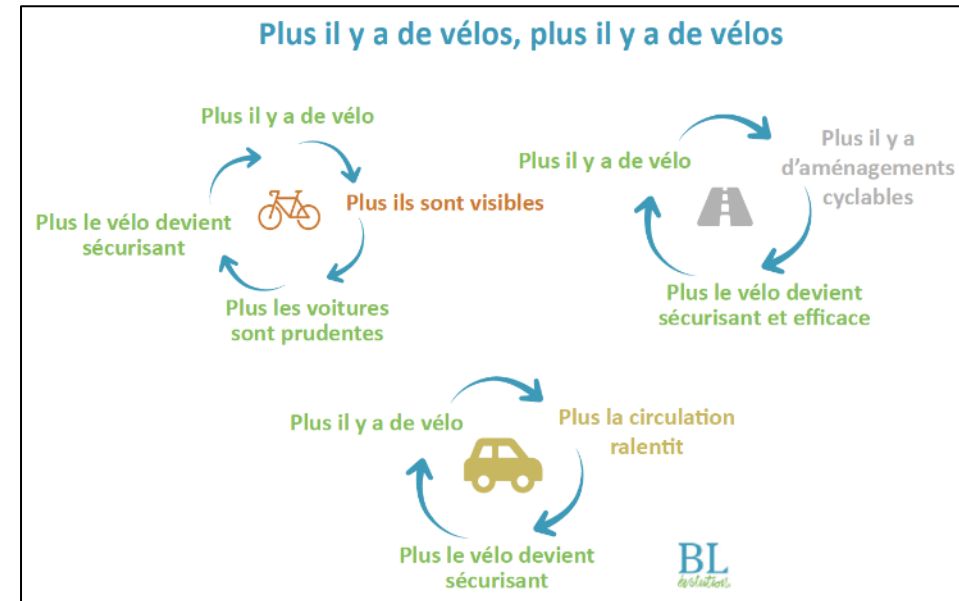 Plus il y a de vélos, plus il y a de vélos
Plus il y a de vélo
Plus ils sont visibles
Plus les voitures
sont prudentes
Plus le vélo devient
sécurisant
Plus il y a de vélo
Plus il y a
d'aménagements
cyclables
Plus le vélo devient
sécurisant et efficace
Plus il y a de vélo
Plus la circulation
ralentit
Plus le vélo devient
sécurisant
BL
évolution